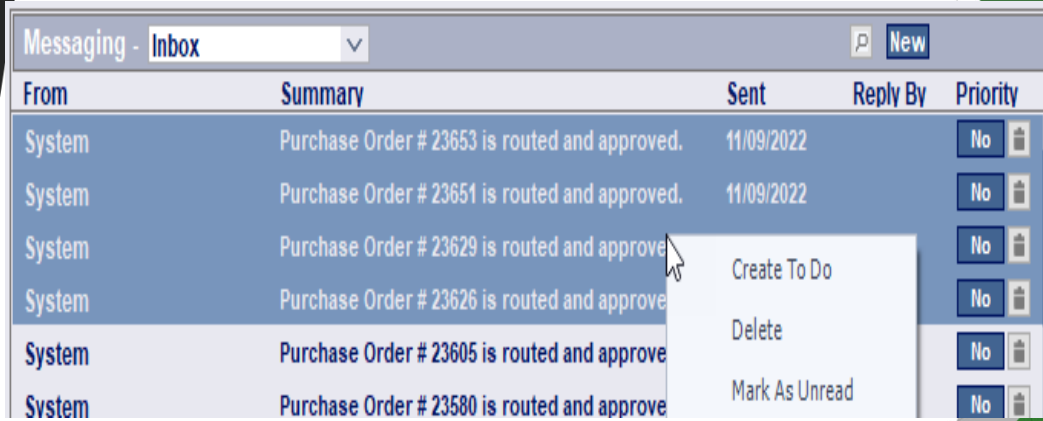 Messaging - Inbox New
From Summary Sent Reply By Priority
System Purchase Order # 23653 is routed and approved. 11/09/2022 No
System Purchase Order # 23651 is routed and approved. 11/09/2022 No
System Purchase Order # 23629 is routed and approve No
Create To Do
System Purchase Order # 23626 is routed and approve No
Delete
System Purchase Order # 23605 is routed and approve No
Mark As Unread
System Purchase Order # 23580 is routed and approve No